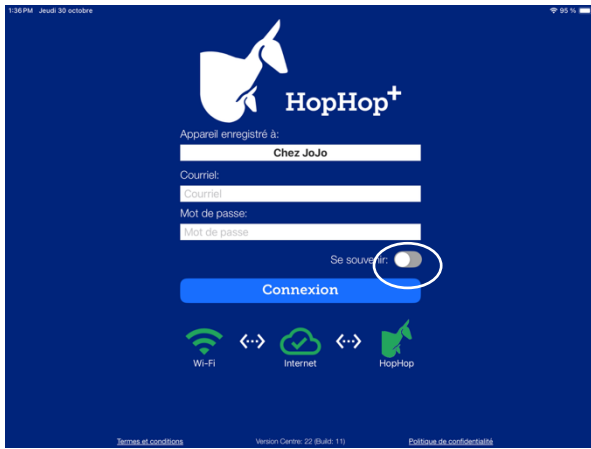 1:36 PM Jeudi 30 octobre 95 %
HopHop+
Appareil enregistré à:
Chez JoJo
Courriel:
Courriel
Mot de passe:
Mot de passe
Se souvenir:
Connexion
Wi-Fi Internet HopHop
Termes et conditions Version Centre: 22 (Build: 11) Politique de confidentialité